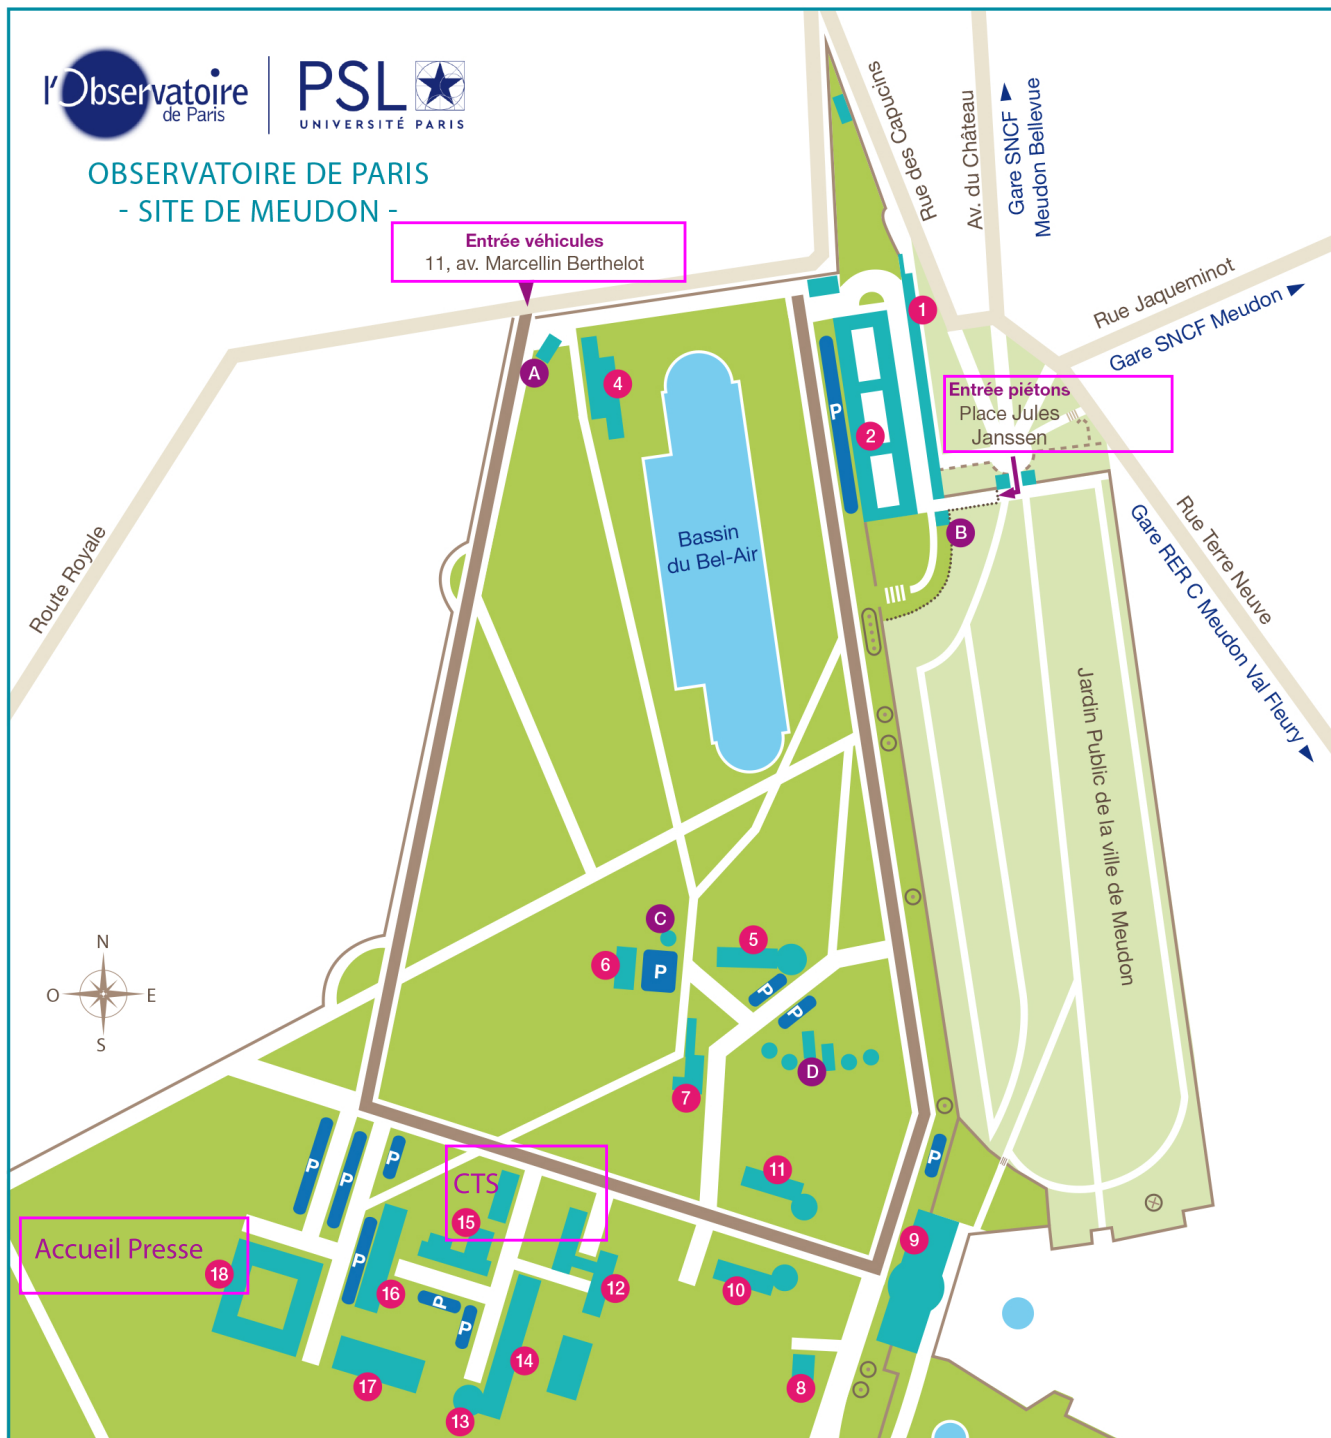 l'Observatoire
de Paris
PSL
UNIVERSITÉ PARIS
OBSERVATOIRE DE PARIS
- SITE DE MEUDON -
Entrée véhicules
11, av. Marcellin Berthelot
Rue des Capucins
Av. du Château
Gare SNCF
Meudon Bellevue
Rue Jaqueminot
Gare SNCF Meudon
1
A
4
Entrée piétons
Place Jules
Janssen
P
2
Bassin
du Bel-Air
B
Route Royale
Rue Terre Neuve
Gare RER C Meudon Val Fleury
Jardin Public de la ville de Meudon
C
5
6
P
P
P
N
O
E
S
D
7
P
P
P
P
11
CTS
15
Accueil Presse
18
P
16
9
12
10
P
P
14
17
8
13